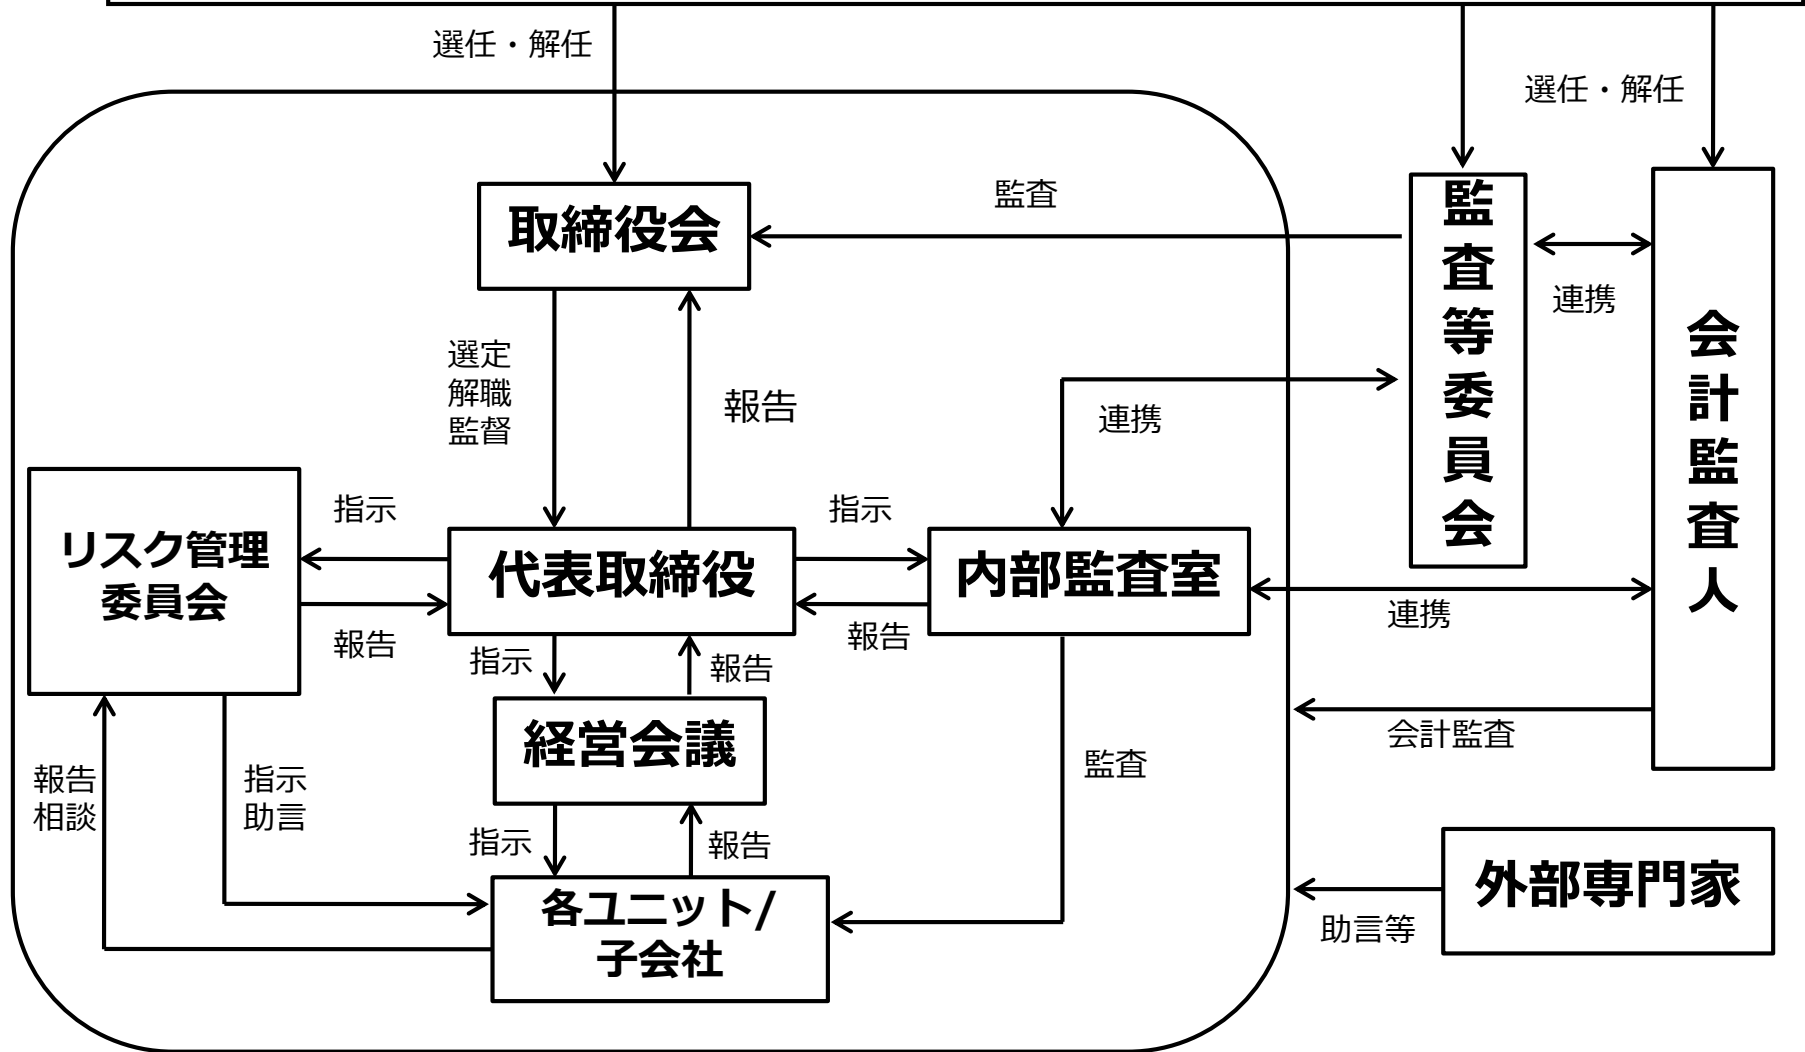 選任・解任
選任・解任
取締役会
監査
監査等委員会
連携
会計監査人
選定
解職
監督
報告
連携
リスク管理
委員会
指示
報告
代表取締役
指示
報告
内部監査室
連携
指示
報告
経営会議
会計監査
監査
報告
相談
指示
助言
指示
報告
各ユニット/
子会社
外部専門家
助言等